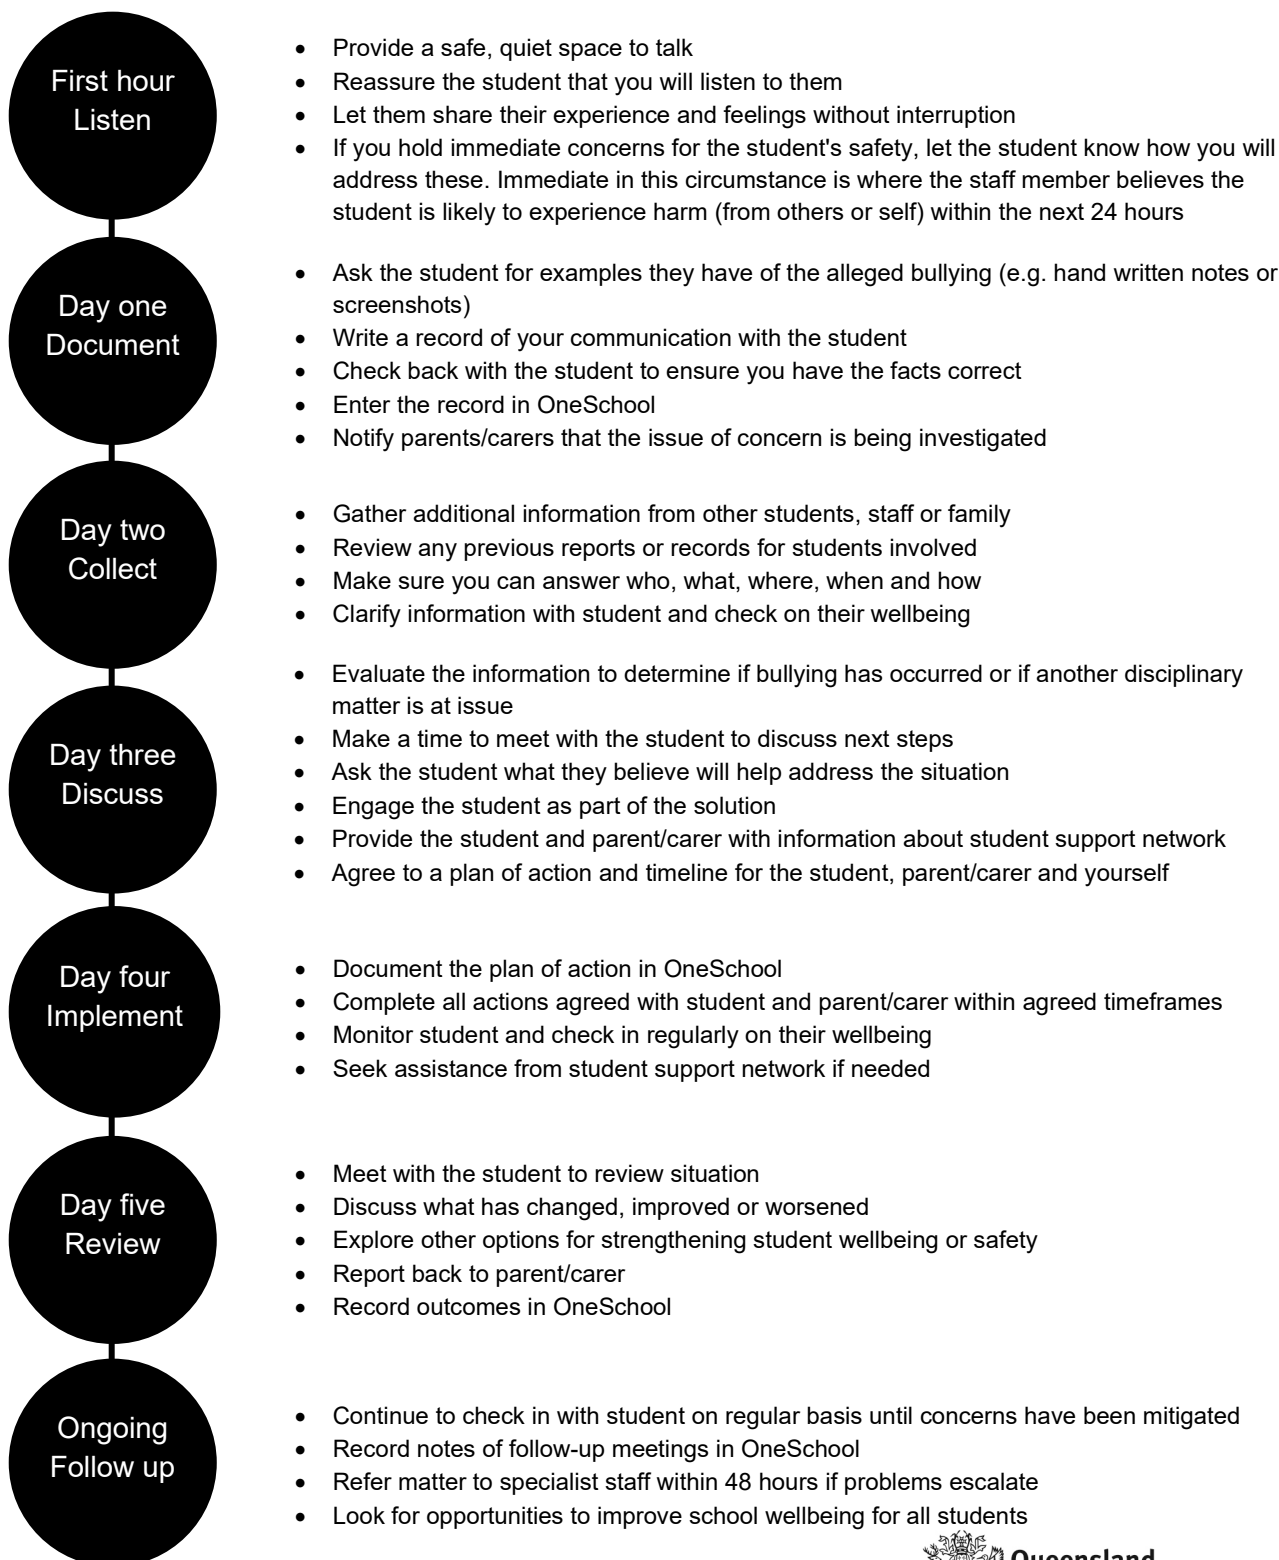 First hour
Listen
• Provide a safe, quiet space to talk
• Reassure the student that you will listen to them
• Let them share their experience and feelings without interruption
• If you hold immediate concerns for the student's safety, let the student know how you will
address these. Immediate in this circumstance is where the staff member believes the
student is likely to experience harm (from others or self) within the next 24 hours
Day one
Document
• Ask the student for examples they have of the alleged bullying (e.g. hand written notes or
screenshots)
• Write a record of your communication with the student
• Check back with the student to ensure you have the facts correct
• Enter the record in OneSchool
• Notify parents/carers that the issue of concern is being investigated
Day two
Collect
• Gather additional information from other students, staff or family
• Review any previous reports or records for students involved
• Make sure you can answer who, what, where, when and how
• Clarify information with student and check on their wellbeing
Day three
Discuss
• Evaluate the information to determine if bullying has occurred or if another disciplinary
matter is at issue
• Make a time to meet with the student to discuss next steps
• Ask the student what they believe will help address the situation
• Engage the student as part of the solution
• Provide the student and parent/carer with information about student support network
• Agree to a plan of action and timeline for the student, parent/carer and yourself
Day four
Implement
• Document the plan of action in OneSchool
• Complete all actions agreed with student and parent/carer within agreed timeframes
• Monitor student and check in regularly on their wellbeing
• Seek assistance from student support network if needed
Day five
Review
• Meet with the student to review situation
• Discuss what has changed, improved or worsened
• Explore other options for strengthening student wellbeing or safety
• Report back to parent/carer
• Record outcomes in OneSchool
Ongoing
Follow up
• Continue to check in with student on regular basis until concerns have been mitigated
• Record notes of follow-up meetings in OneSchool
• Refer matter to specialist staff within 48 hours if problems escalate
• Look for opportunities to improve school wellbeing for all students
Queensland